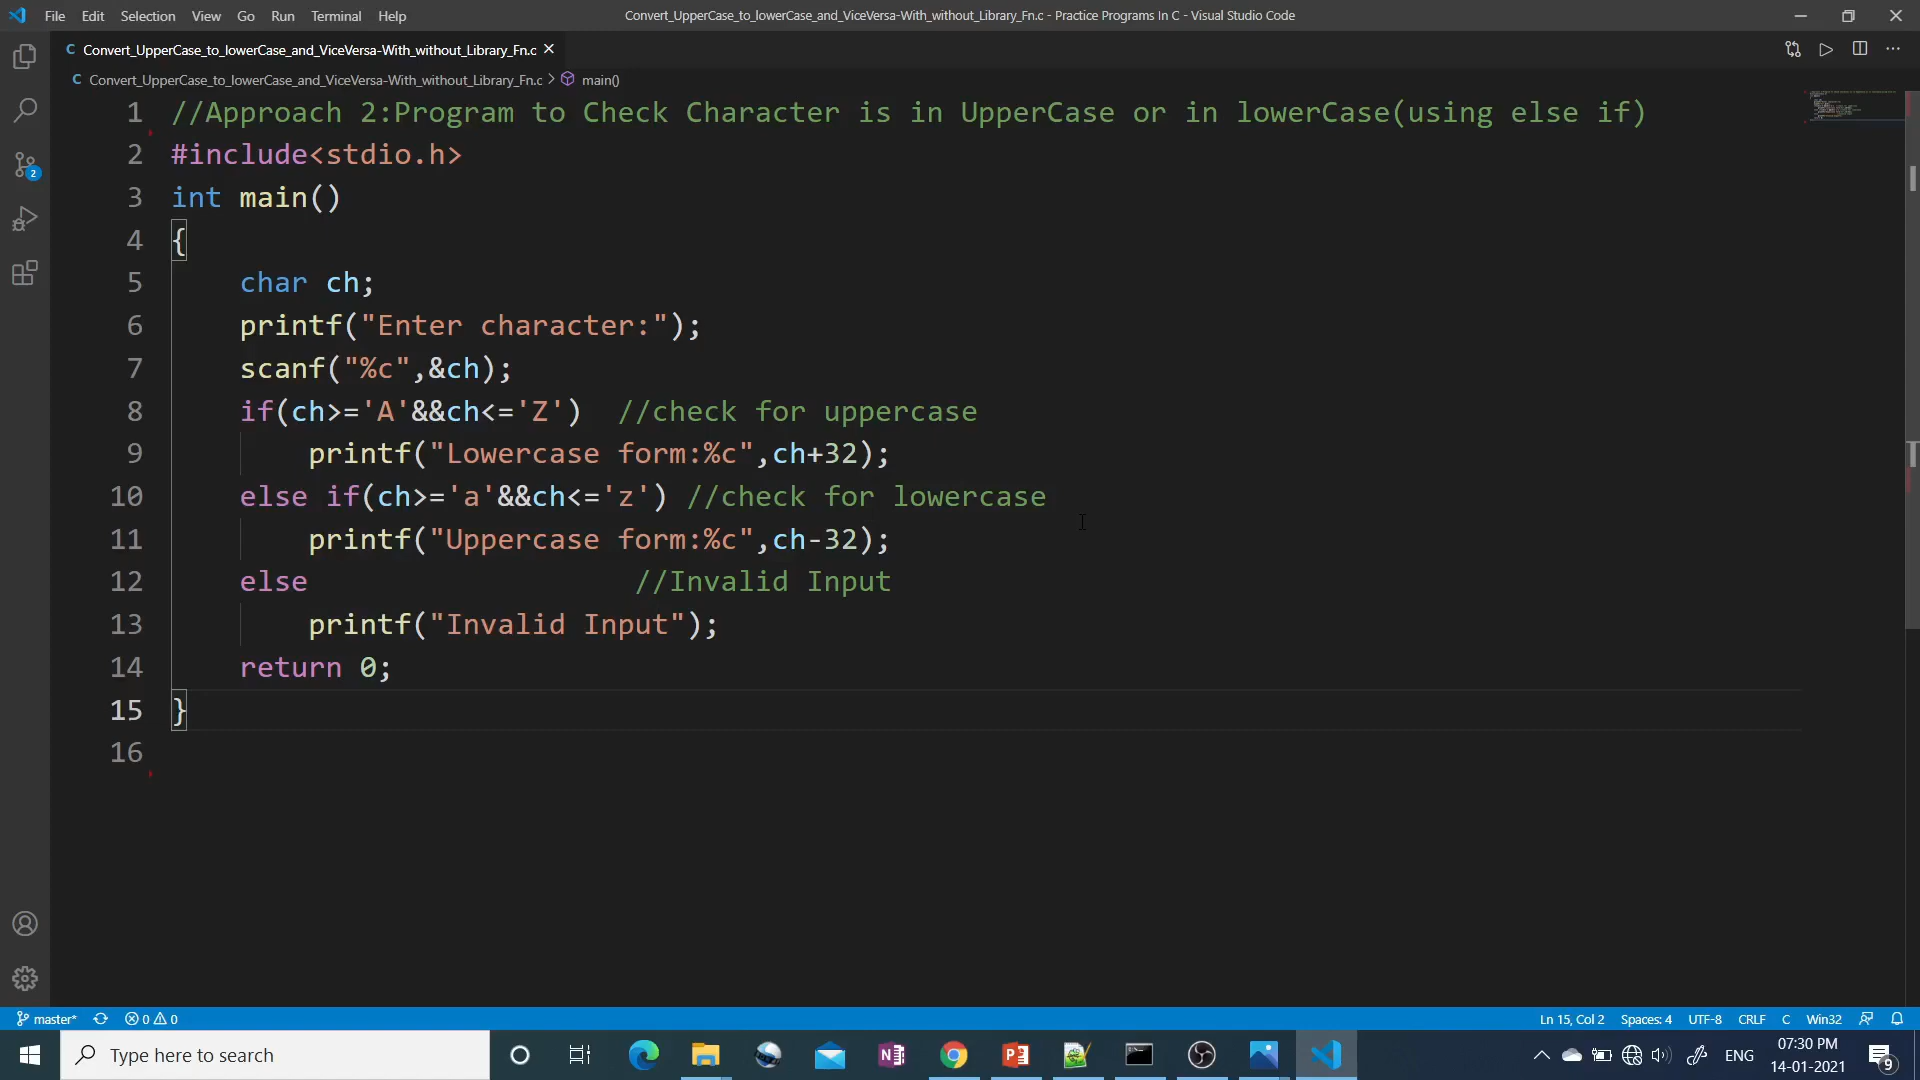 File Edit Selection View Go Run Terminal Help
Convert_UpperCase_to_lowerCase_and_ViceVersa-With_without_Library_Fn.c - Practice Programs In C - Visual Studio Code
C Convert_UpperCase_to_lowerCase_and_ViceVersa-With_without_Library_Fn.c
C Convert_UpperCase_to_lowerCase_and_ViceVersa-With_without_Library_Fn.c > main()
1 //Approach 2:Program to Check Character is in UpperCase or in lowerCase(using else if)
2 #include<stdio.h>
3 int main()
4 {
5 char ch;
6 printf("Enter character:");
7 scanf("%c",&ch);
8 if(ch>='A'&&ch<='Z') //check for uppercase
9 printf("Lowercase form:%c",ch+32);
10 else if(ch>='a'&&ch<='z') //check for lowercase
11 printf("Uppercase form:%c",ch-32);
12 else //Invalid Input
13 printf("Invalid Input");
14 return 0;
15 }
16
2
master* 0 0
Ln 15, Col 2 Spaces: 4 UTF-8 CRLF C Win32
Type here to search
ENG
07:30 PM
14-01-2021
9